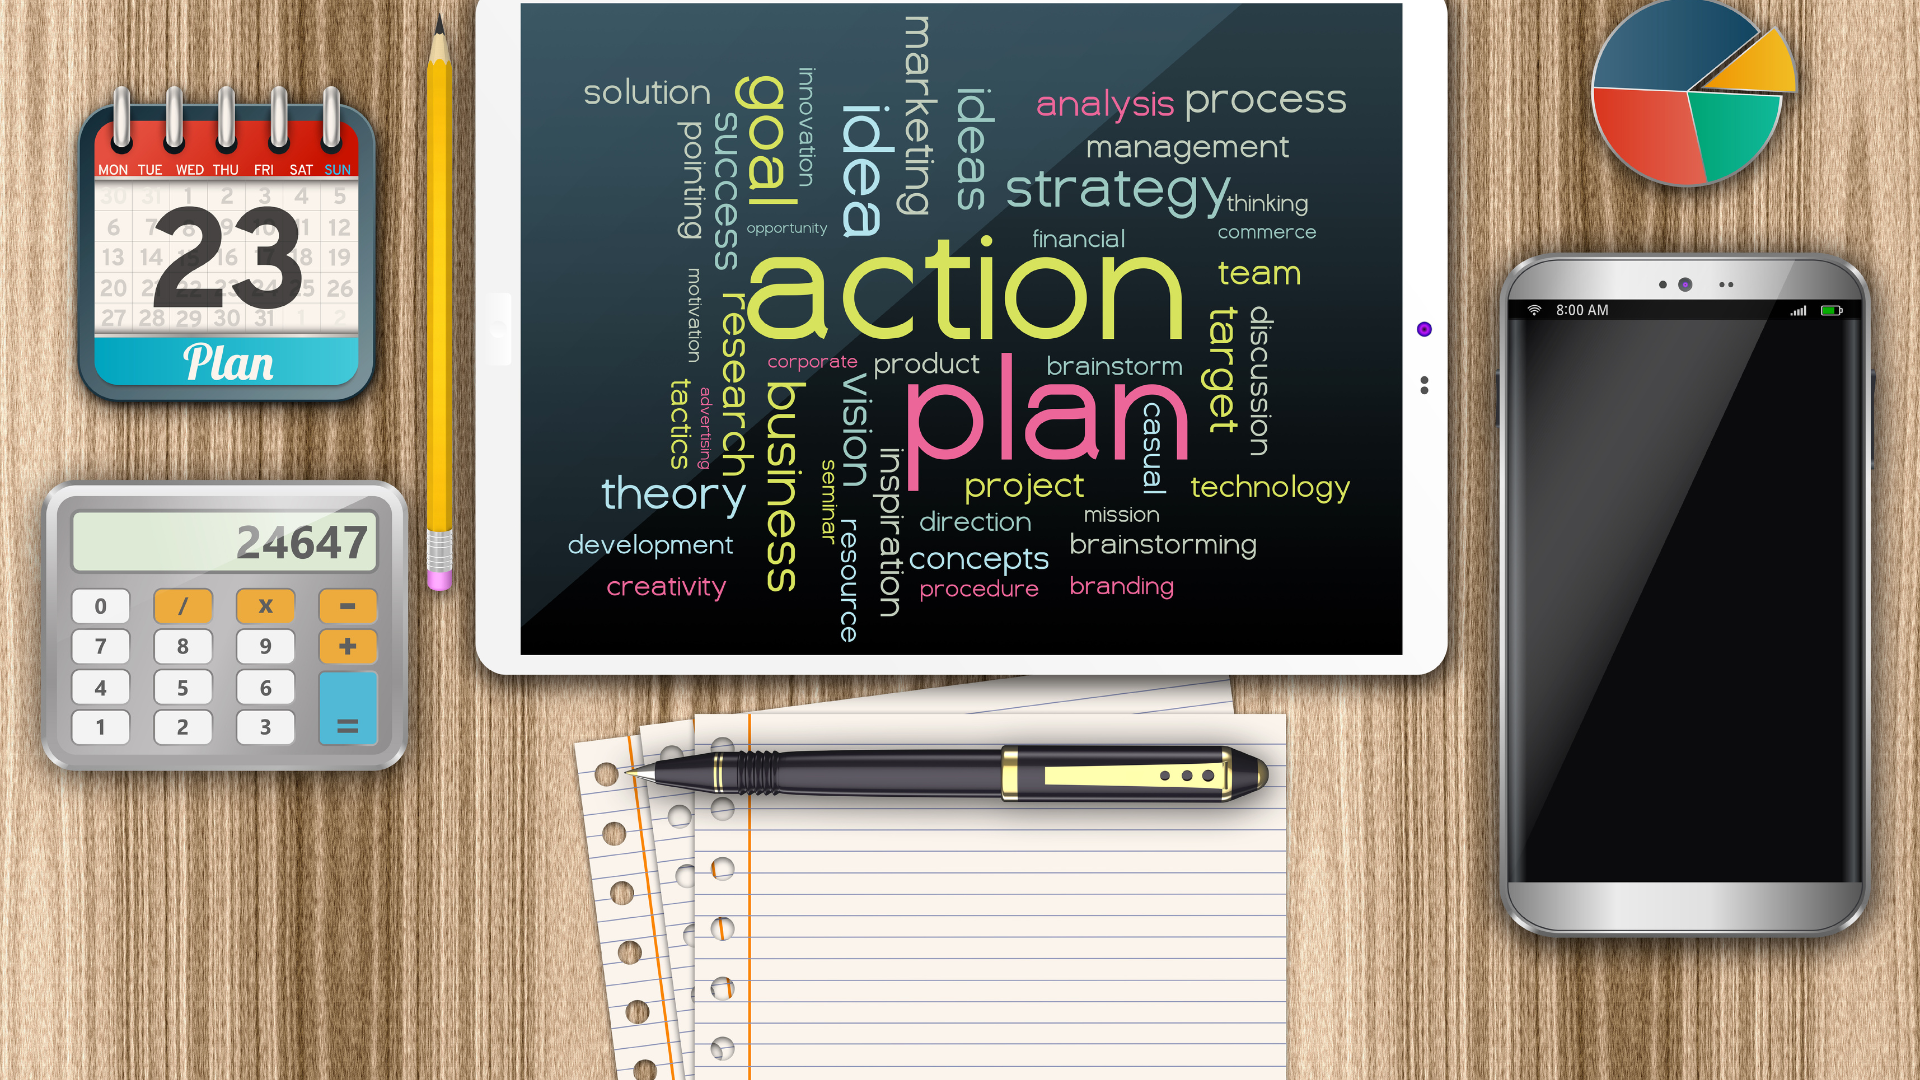 MON TUE WED THU FRI SAT SUN
30 31 1 2 3 4 5
6 7 8 9 10 11 12
13 14 16 18 19
20 21 22 23 24 25 26
27 28 29 30 31 1 2
23
Plan
24647
0 / x -
7 8 9 +
4 5 6
1 2 3 =
marketing
solution
goal
innovation
idea
ideas
analysis
process
pointing
success
management
strategy
thinking
opportunity
financial
commerce
action
team
motivation
research
target
discussion
corporate
product
brainstorm
plan
tactics
advertising
business
vision
casual
inspiration
seminar
theory
project
technology
direction
mission
resource
development
concepts
brainstorming
creativity
procedure
branding
8:00 AM